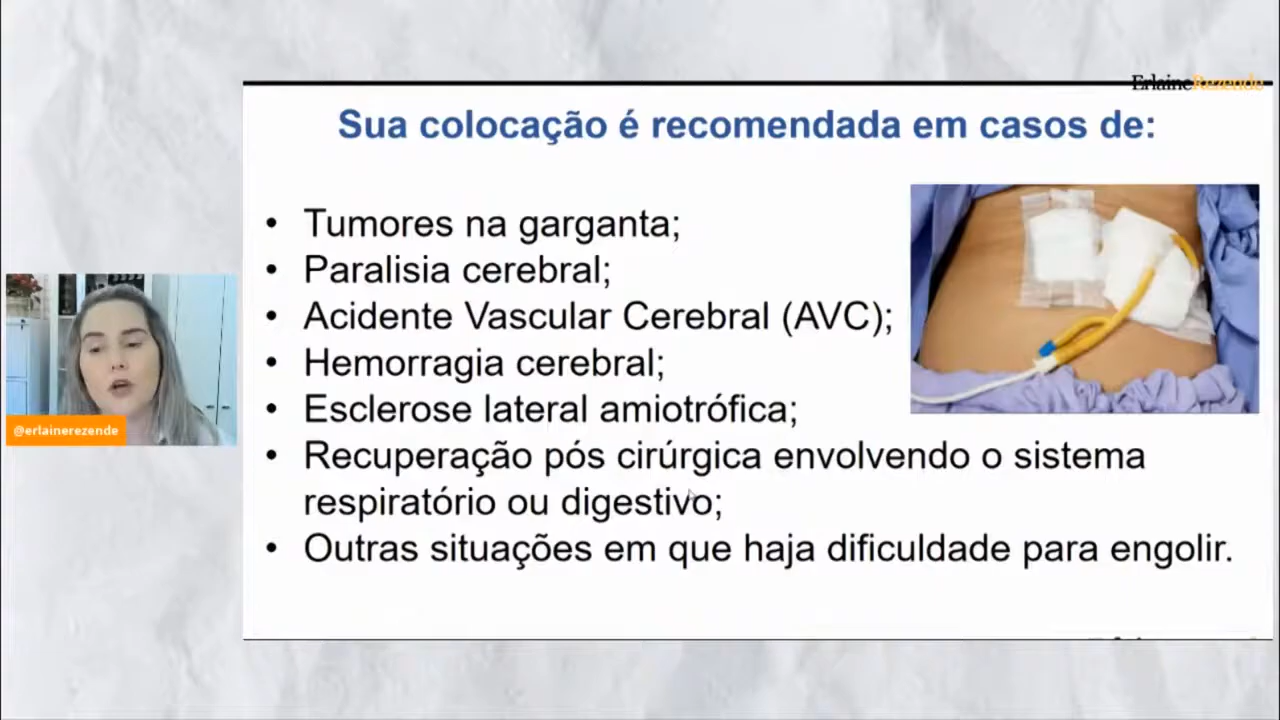 ErlaineRezende
Sua colocação é recomendada em casos de:
• Tumores na garganta;
• Paralisia cerebral;
• Acidente Vascular Cerebral (AVC);
• Hemorragia cerebral;
• Esclerose lateral amiotrófica;
• Recuperação pós cirúrgica envolvendo o sistema
respiratório ou digestivo;
• Outras situações em que haja dificuldade para engolir.
@erlainerezende